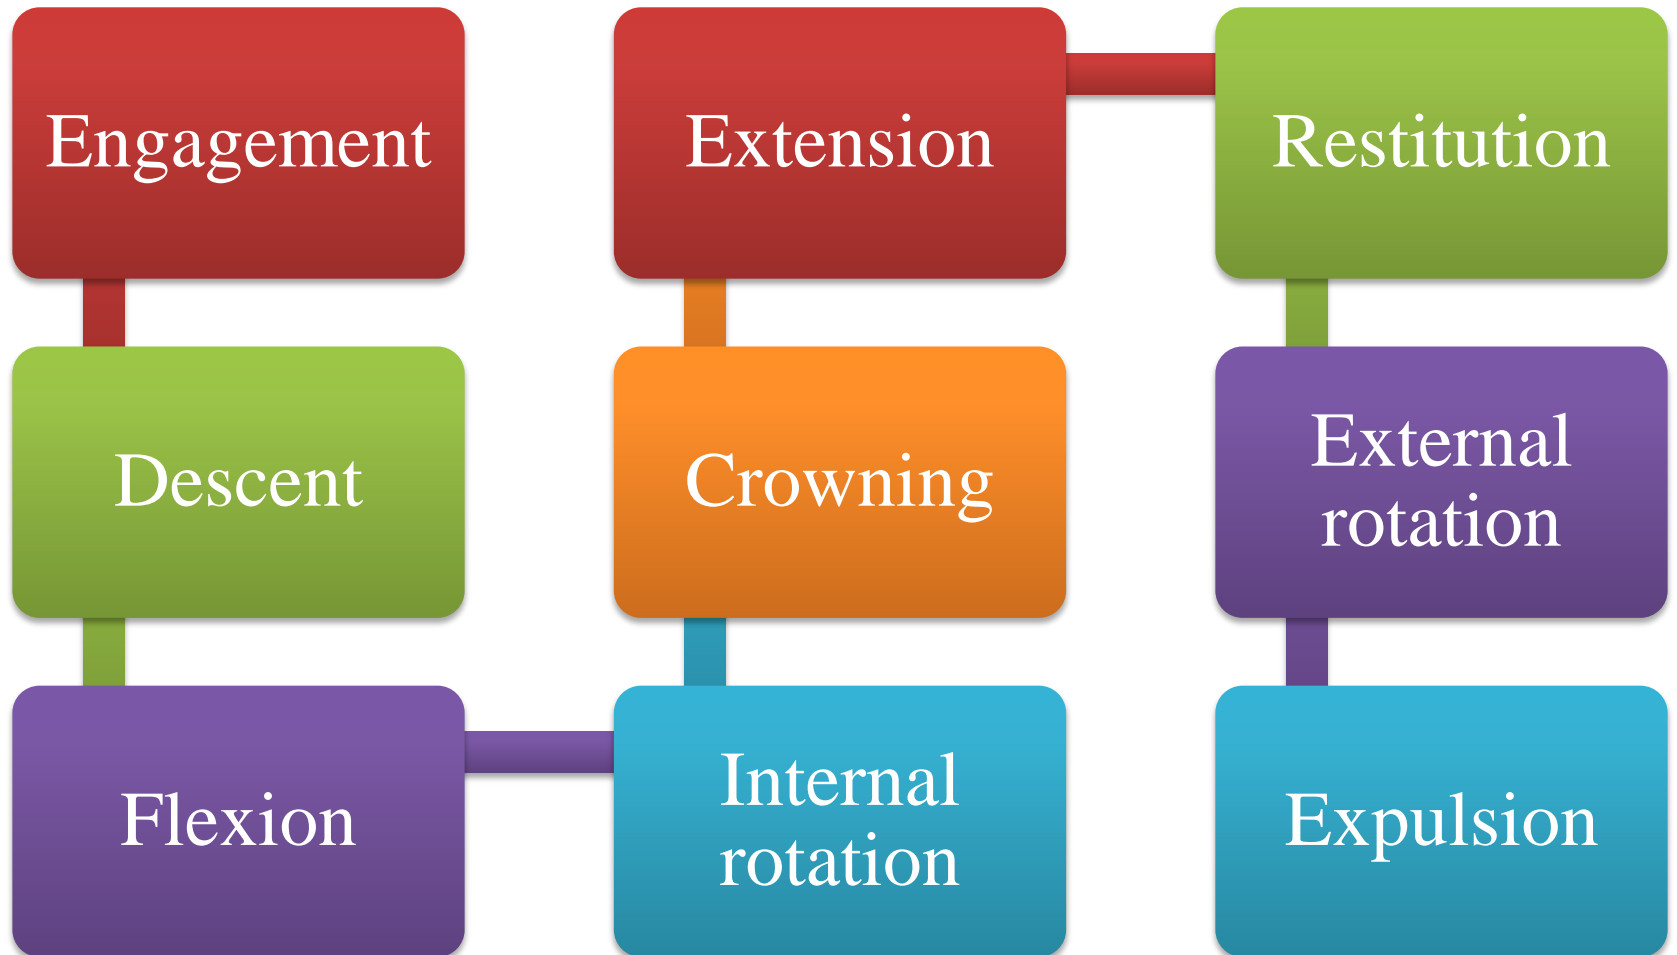 Engagement
Descent
Flexion
Internal
rotation
Crowning
Extension
Restitution
External
rotation
Expulsion